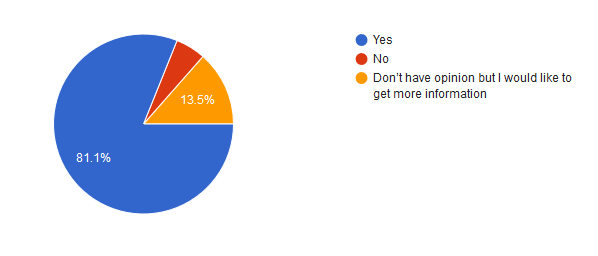 Yes
No
Don't have opinion but I would like to
get more information
13.5%
81.1%